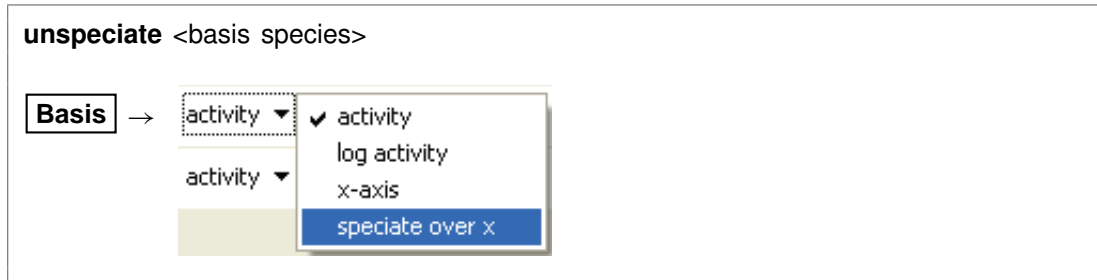 unspeciate <basis species>
Basis → activity ▼ ✓ activity
log activity
activity ▼ x-axis
speciate over x